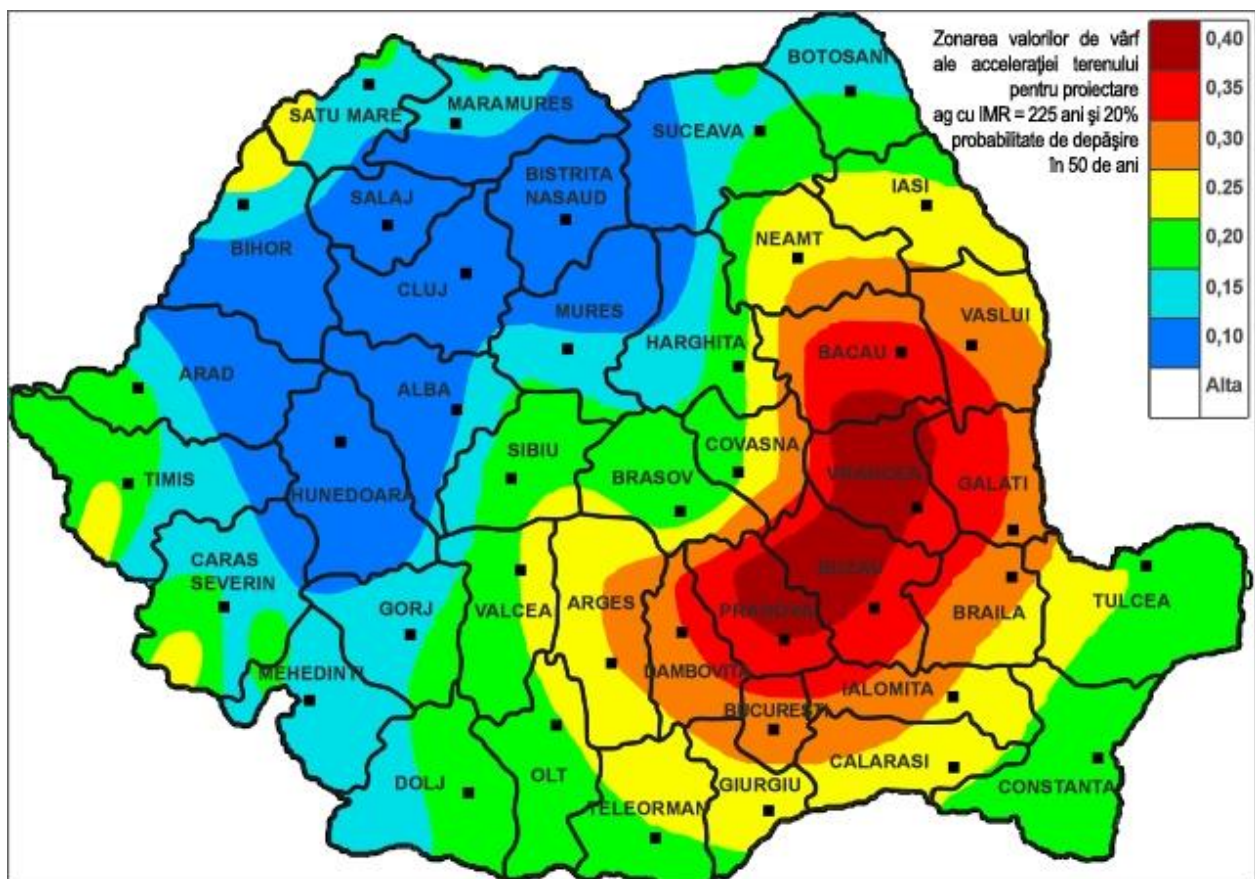 Zonarea valorilor de vârf
ale accelerației terenului
pentru proiectare
ag cu IMR = 225 ani și 20%
probabilitate de depășire
în 50 de ani
0,40
0,35
0,30
0.25
0,20
0,15
0,10
Alta
BOTOSANI
SATU MARE
MARAMURES
SUCEAVA
IASI
BISTRITA
NASAUD
SALAJ
BIHOR
NEAMT
CLUJ
MURES
VASLUI
HARGHITA
BACAU
ARAD
ALBA
SIBIU
COVASNA
BRASOV
VRANCEA
GALATI
TIMIS
HUNEDOARA
CARAS
SEVERIN
GORJ
VALCEA
ARGES
PRAHOVA
BUZAU
BRAILA
TULCEA
MEHEDINTI
DAMBOVITA
IALOMITA
BUCURESTI
CALARASI
DOLJ
OLT
GIURGIU
CONSTANTA
TELEORMAN